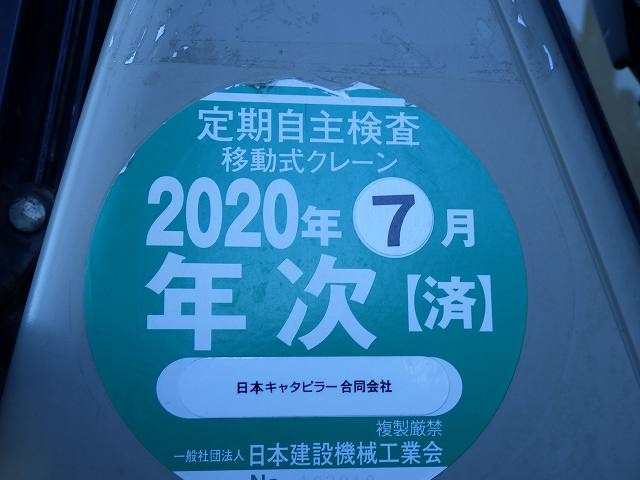 定期自主検査
移動式クレーン
2020年 7 月
年次【済】
日本キャタピラー合同会社
複製厳禁
一般社団法人 日本建設機械工業会
No.